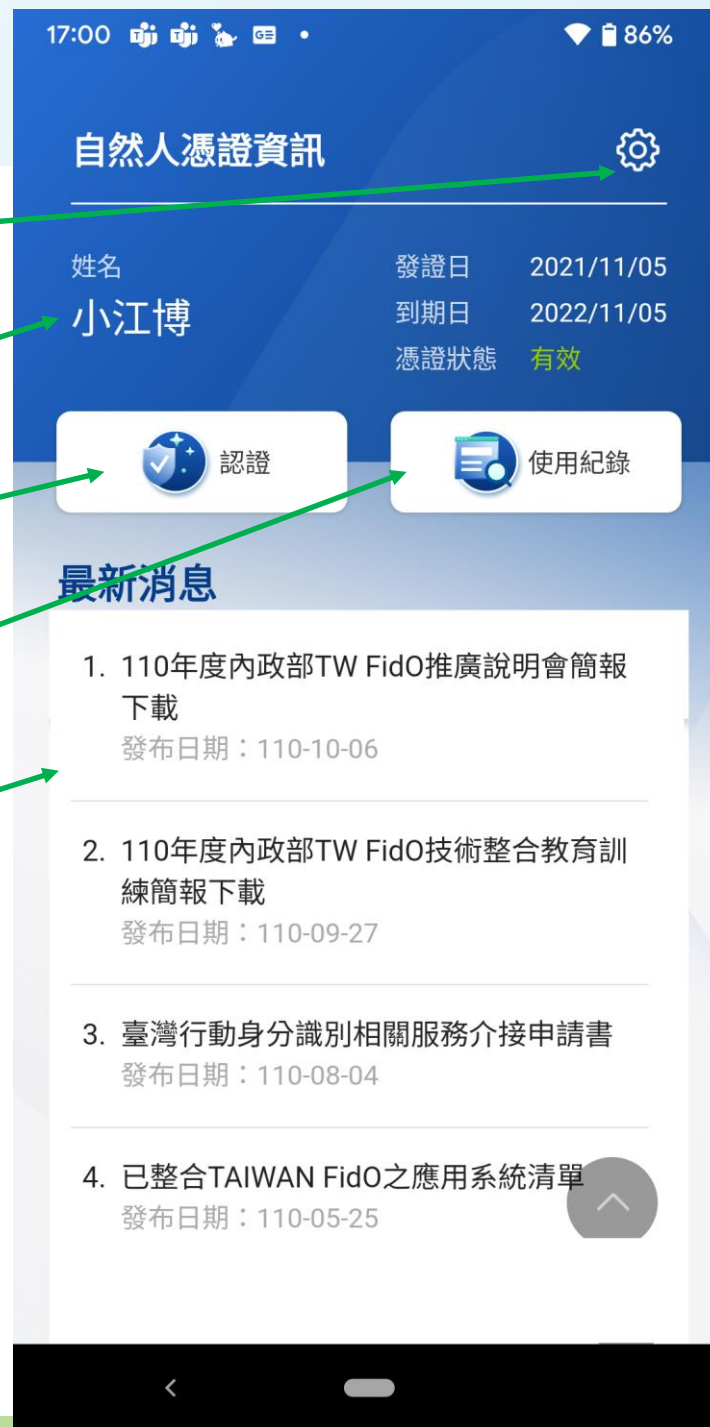 17:00 86%
自然人憑證資訊
姓名
小江博
發證日 2021/11/05
到期日 2022/11/05
憑證狀態 有效
認證
使用紀錄
最新消息
1. 110年度內政部TW FidO推廣說明會簡報
下載
發布日期：110-10-06
2. 110年度內政部TW FidO技術整合教育訓
練簡報下載
發布日期：110-09-27
3. 臺灣行動身分識別相關服務介接申請書
發布日期：110-08-04
4. 已整合TAIWAN FidO之應用系統清單
發布日期：110-05-25